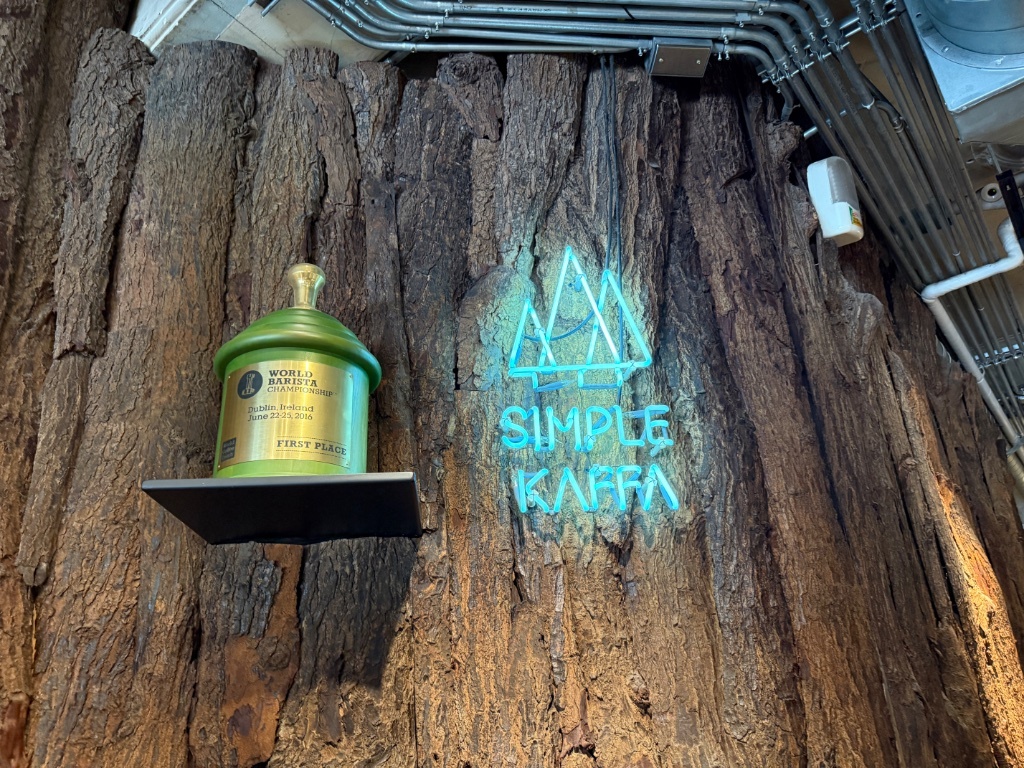 WORLD
BARISTA
CHAMPIONSHIP
Dublin, Ireland
June 22-25, 2016
FIRST PLACE
SIMPLE
KAFFA